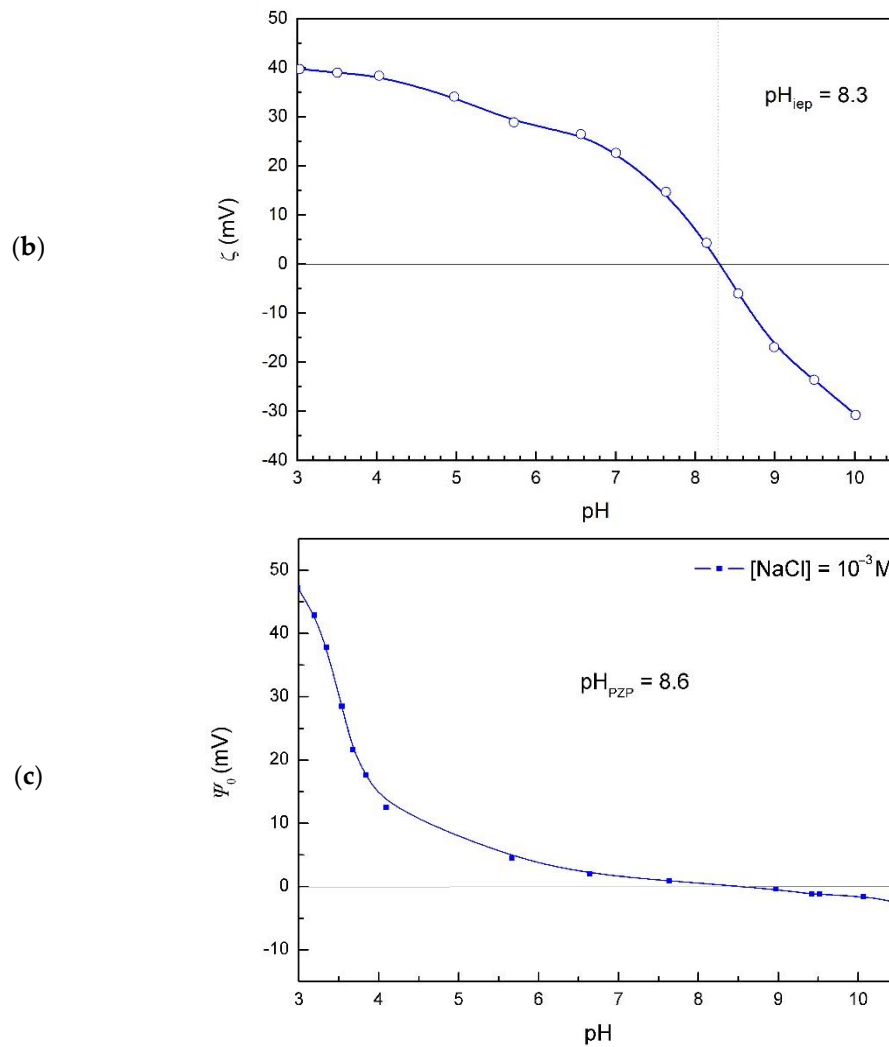 50
40
30
20
10
0
-10
-20
-30
-40
ζ (mV)
pH_iep = 8.3
(b)
3 4 5 6 7 8 9 10
pH
50
40
30
20
10
0
-10
Ψ_0 (mV)
[NaCl] = 10⁻³ M
pH_PZP = 8.6
(c)
3 4 5 6 7 8 9 10
pH